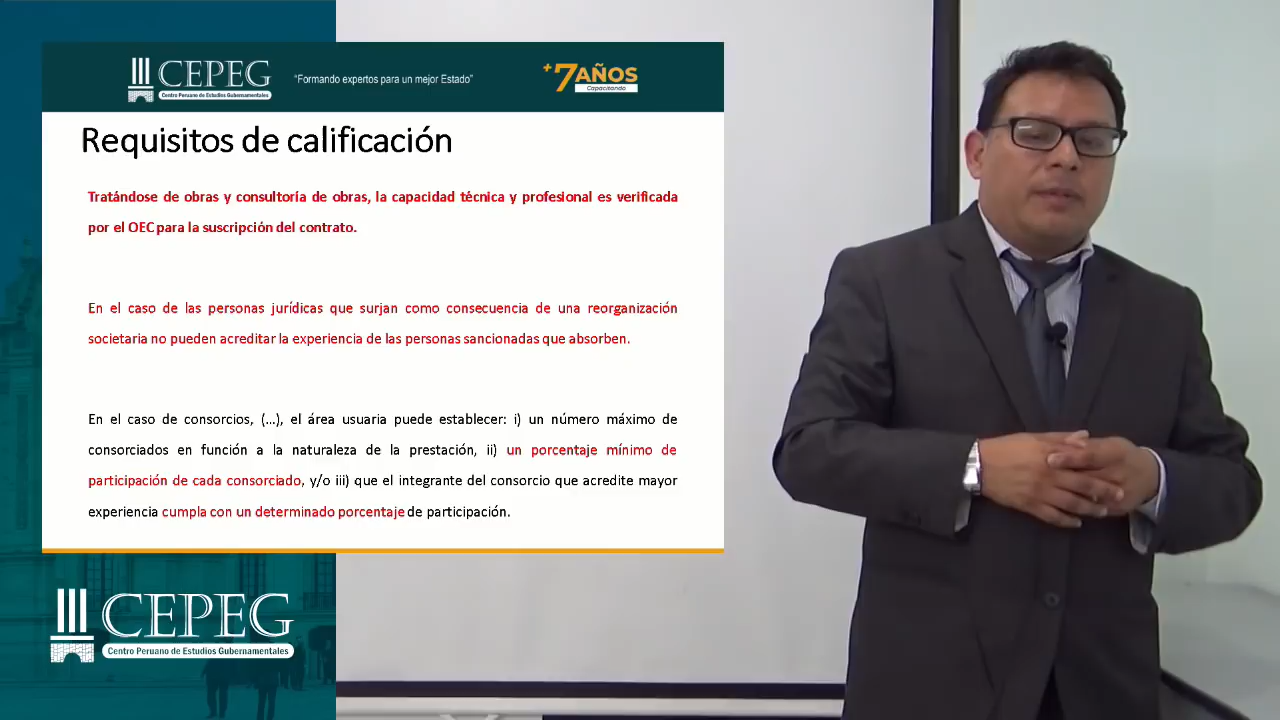 CEPEG
Centro Peruano de Estudios Gubernamentales
"Formando expertos para un mejor Estado"
+7AÑOS
Capacitando
Requisitos de calificación
Tratándose de obras y consultoría de obras, la capacidad técnica y profesional es verificada
por el OEC para la suscripción del contrato.
En el caso de las personas jurídicas que surjan como consecuencia de una reorganización
societaria no pueden acreditar la experiencia de las personas sancionadas que absorben.
En el caso de consorcios, (...), el área usuaria puede establecer: i) un número máximo de
consorciados en función a la naturaleza de la prestación, ii) un porcentaje mínimo de
participación de cada consorciado, y/o iii) que el integrante del consorcio que acredite mayor
experiencia cumpla con un determinado porcentaje de participación.
CEPEG
Centro Peruano de Estudios Gubernamentales